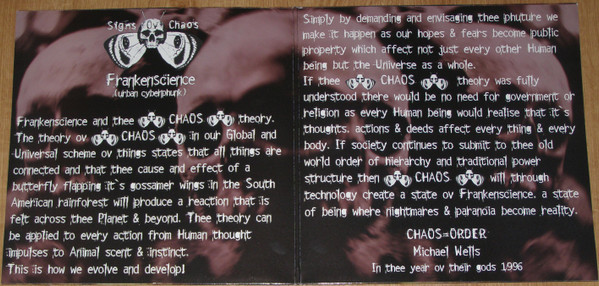 Signs Ov Chaos
Frankenscience
(urban cyberphunk)
Frankenscience and thee CHAOS theory.
The theory ov CHAOS in our Global and
Universal scheme ov things states that all things are
connected and that thee cause and effect of a
butterfly flapping it`s gossamer wings in the South
American rainforest will produce a reaction that is
felt across thee Planet & beyond. Thee theory can
be applied to every action from Human thought
impulses to Animal scent & instinct.
This is how we evolve and develop!
Simply by demanding and envisaging thee phuture we
make it happen as our hopes & fears become public
property which affect not just every other Human
being but the Universe as a whole.
If thee CHAOS theory was fully
understood there would be no need for government or
religion as every Human being would realise that it`s
thoughts, actions & deeds affect every thing & every
body. If society continues to submit to thee old
world order of hierarchy and traditional power
structure then CHAOS will through
technology create a state ov Frankenscience. a state
of being where nightmares & paranoia become reality.
CHAOS=ORDER
Michael Wells
In thee year ov their gods 1996